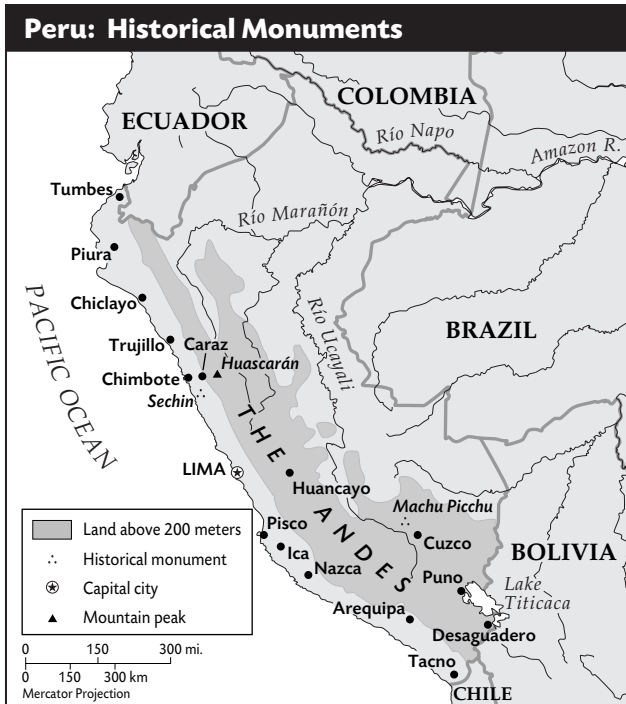 Peru: Historical Monuments
COLOMBIA
ECUADOR
Río Napo
Amazon R.
Tumbes
Río Marañón
Piura
PACIFIC OCEAN
Chiclayo
Río Ucayali
BRAZIL
Trujillo
Caraz
Huascarán
Chimbote
Sechin
THE ANDES
LIMA
Huancayo
Machu Picchu
Pisco
Cuzco
Ica
BOLIVIA
Nazca
Puno
Lake
Titicaca
Arequipa
Desaguadero
Tacno
CHILE
Land above 200 meters
Historical monument
Capital city
Mountain peak
0 150 300 mi.
0 150 300 km
Mercator Projection